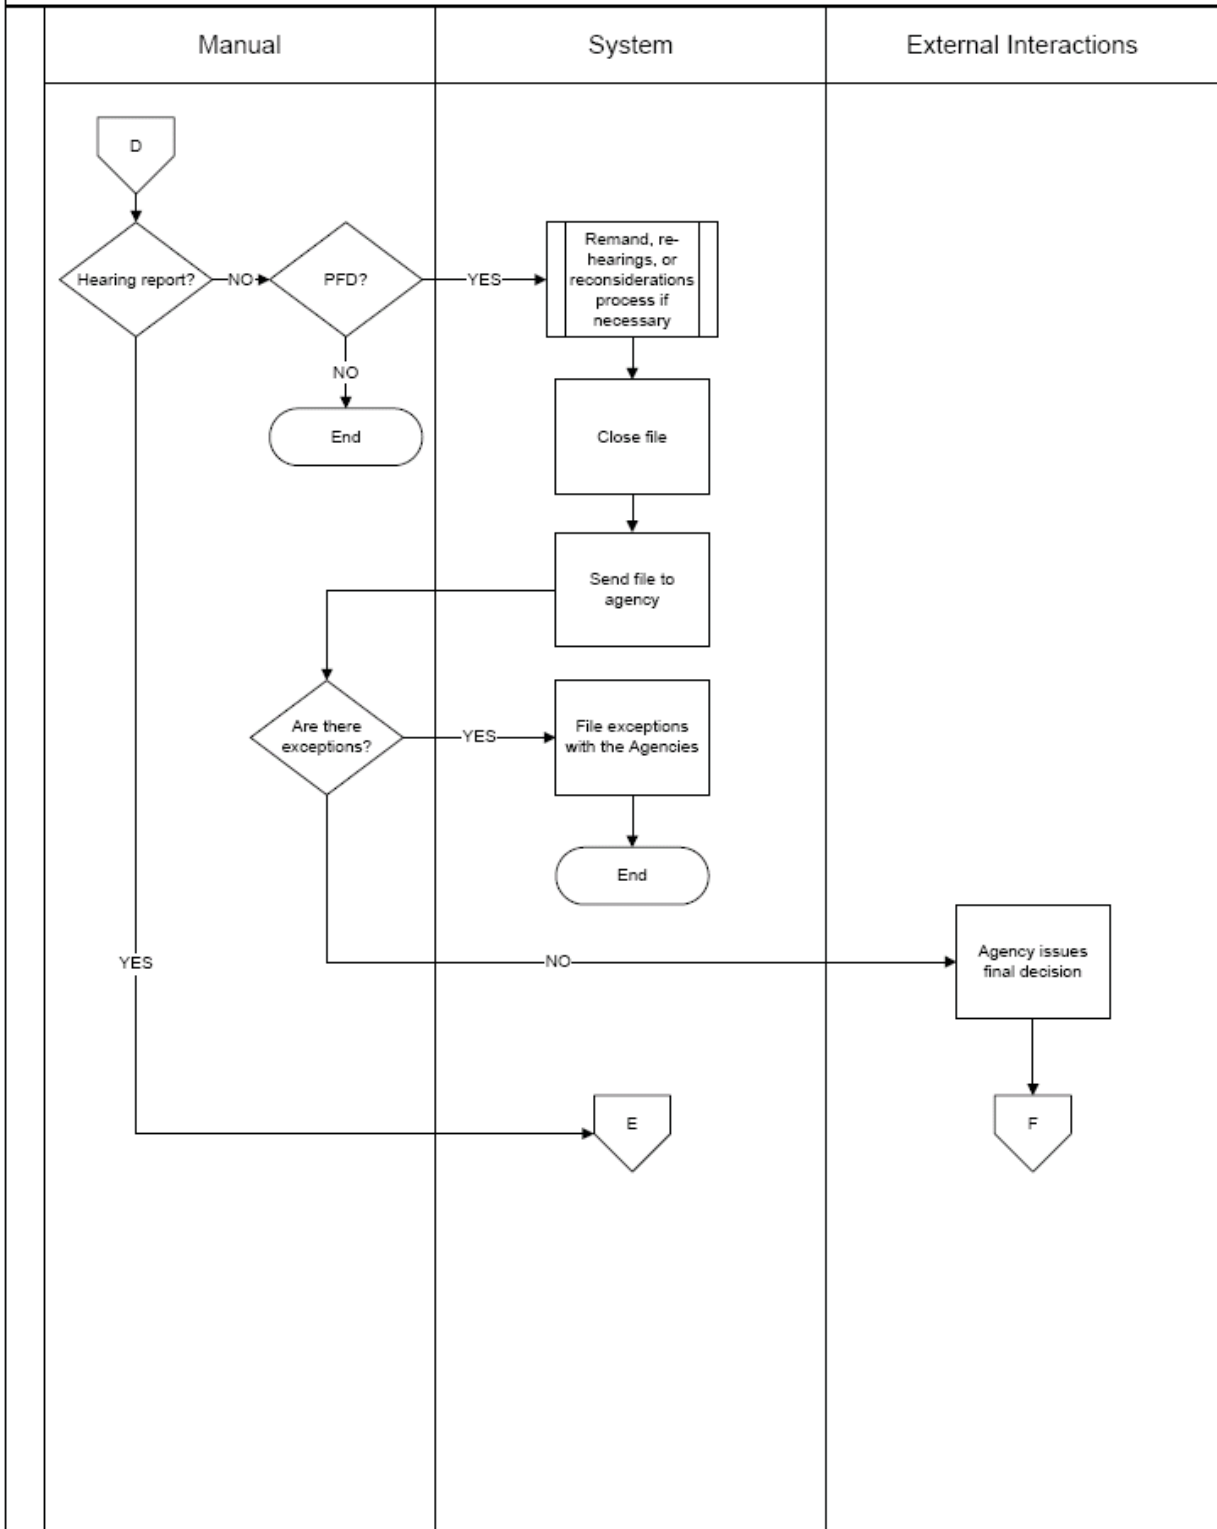 Manual
System
External Interactions
D
Hearing report?
NO
PFD?
YES
Remand, re-
hearings, or
reconsiderations
process if
necessary
NO
End
Close file
Send file to
agency
Are there
exceptions?
YES
File exceptions
with the Agencies
End
YES
NO
Agency issues
final decision
E
F